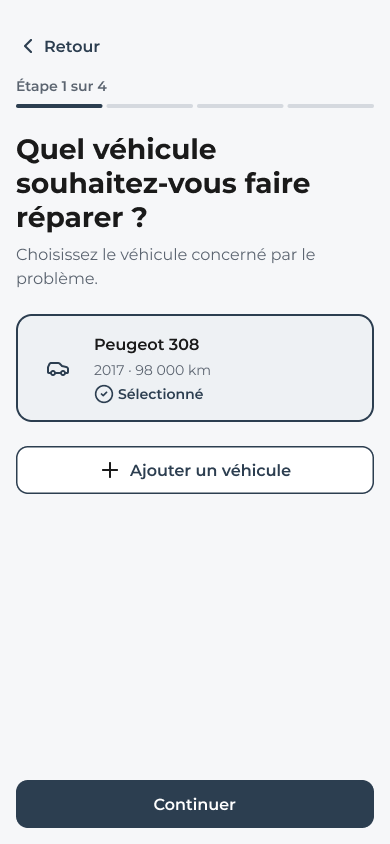 Retour
Étape 1 sur 4
Quel véhicule
souhaitez-vous faire
réparer ?
Choisissez le véhicule concerné par le
problème.
Peugeot 308
2017 · 98 000 km
Sélectionné
Ajouter un véhicule
Continuer